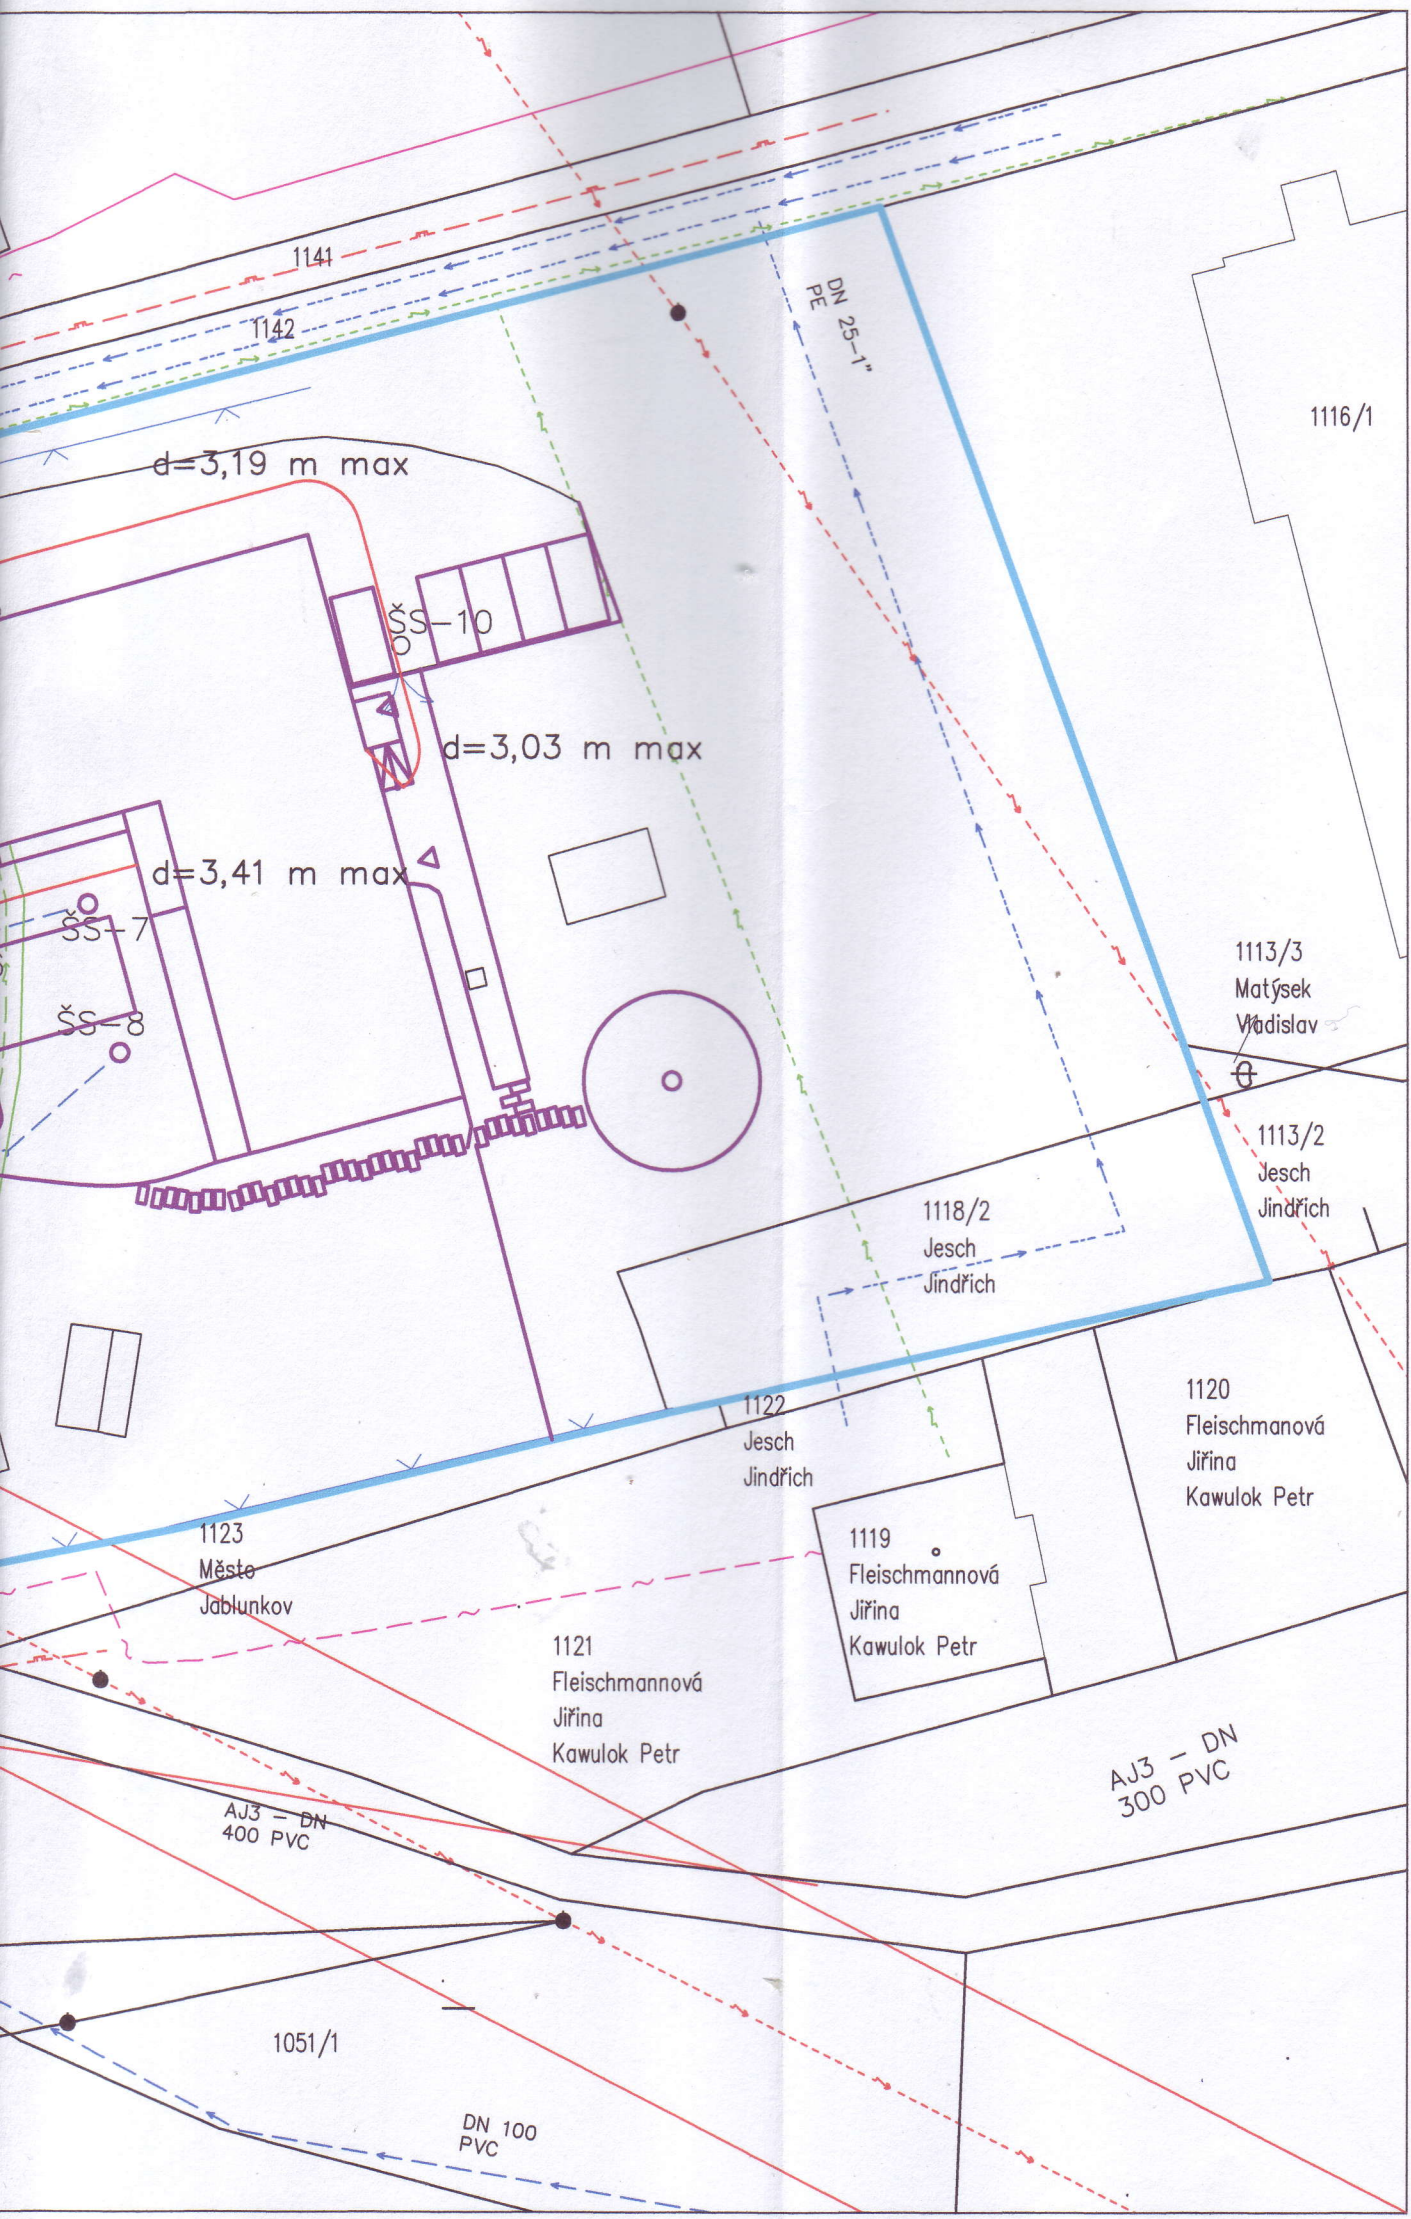 1141
1142
DN 25-1"
PE
1116/1
d=3,19 m max
ŠS-10
d=3,03 m max
d=3,41 m max
ŠS-7
ŠS-8
1113/3
Matýsek
Vladislav
1113/2
Jesch
Jindřich
1118/2
Jesch
Jindřich
1122
Jesch
Jindřich
1120
Fleischmanová
Jiřina
Kawulok Petr
1123
Město
Jablunkov
1119
Fleischmannová
Jiřina
Kawulok Petr
1121
Fleischmannová
Jiřina
Kawulok Petr
AJ3 - DN
300 PVC
AJ3 - DN
400 PVC
1051/1
DN 100
PVC